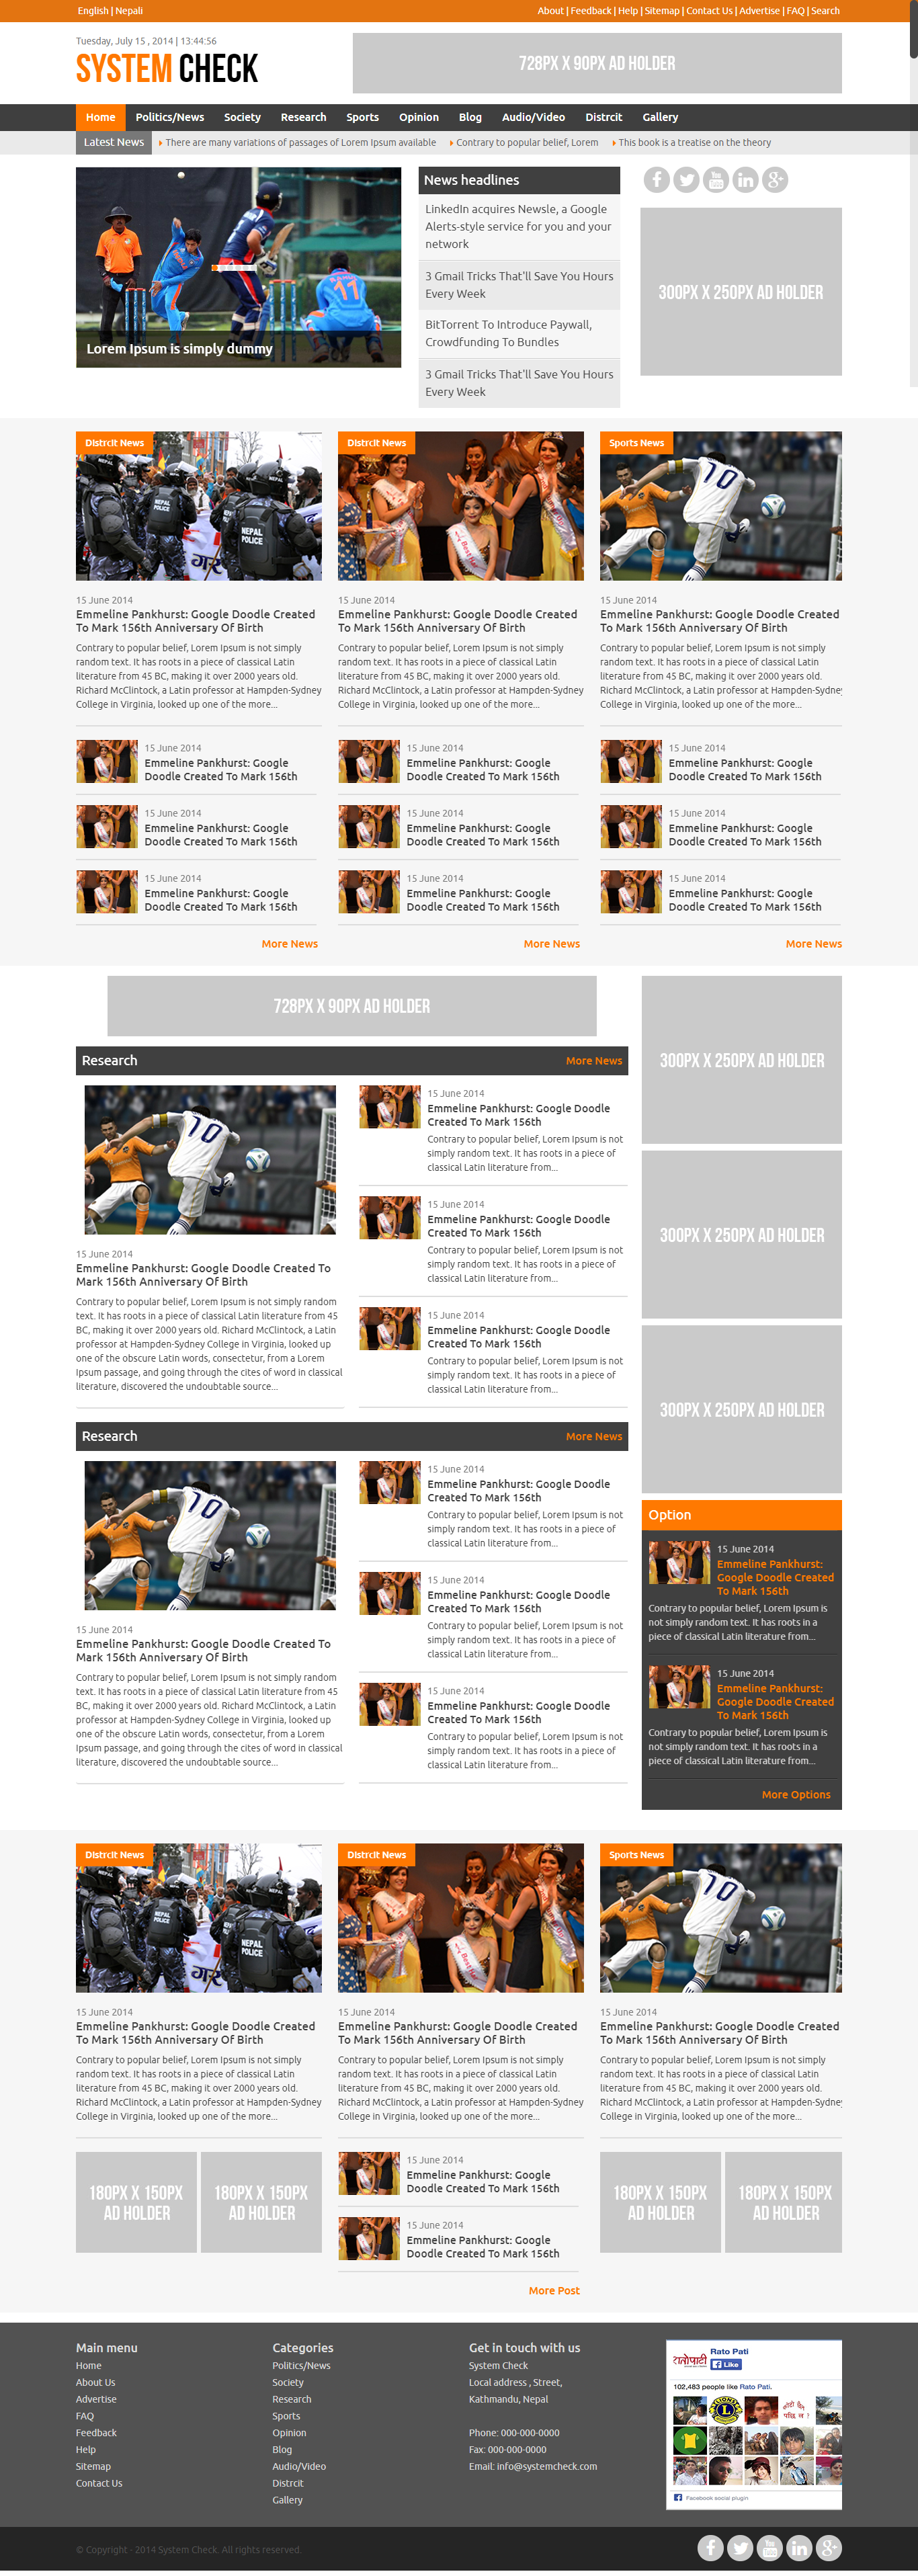 English | Nepali
About | Feedback | Help | Sitemap | Contact Us | Advertise | FAQ | Search
Tuesday, July 15 , 2014 | 13:44:56
SYSTEM CHECK
728PX X 90PX AD HOLDER
Home Politics/News Society Research Sports Opinion Blog Audio/Video Distrcit Gallery
Latest News There are many variations of passages of Lorem Ipsum available Contrary to popular belief, Lorem This book is a treatise on the theory
11
Lorem Ipsum is simply dummy
News headlines
LinkedIn acquires Newsle, a Google
Alerts-style service for you and your
network
3 Gmail Tricks That'll Save You Hours
Every Week
BitTorrent To Introduce Paywall,
Crowdfunding To Bundles
3 Gmail Tricks That'll Save You Hours
Every Week
300PX X 250PX AD HOLDER
Distrcit News
NEPAL
POLICE
NEPAL
POLICE
15 June 2014
Emmeline Pankhurst: Google Doodle Created
To Mark 156th Anniversary Of Birth
Contrary to popular belief, Lorem Ipsum is not simply
random text. It has roots in a piece of classical Latin
literature from 45 BC, making it over 2000 years old.
Richard McClintock, a Latin professor at Hampden-Sydney
College in Virginia, looked up one of the more...
15 June 2014
Emmeline Pankhurst: Google
Doodle Created To Mark 156th
15 June 2014
Emmeline Pankhurst: Google
Doodle Created To Mark 156th
15 June 2014
Emmeline Pankhurst: Google
Doodle Created To Mark 156th
More News
Distrcit News
15 June 2014
Emmeline Pankhurst: Google Doodle Created
To Mark 156th Anniversary Of Birth
Contrary to popular belief, Lorem Ipsum is not simply
random text. It has roots in a piece of classical Latin
literature from 45 BC, making it over 2000 years old.
Richard McClintock, a Latin professor at Hampden-Sydney
College in Virginia, looked up one of the more...
15 June 2014
Emmeline Pankhurst: Google
Doodle Created To Mark 156th
15 June 2014
Emmeline Pankhurst: Google
Doodle Created To Mark 156th
15 June 2014
Emmeline Pankhurst: Google
Doodle Created To Mark 156th
More News
Sports News
10
15 June 2014
Emmeline Pankhurst: Google Doodle Created
To Mark 156th Anniversary Of Birth
Contrary to popular belief, Lorem Ipsum is not simply
random text. It has roots in a piece of classical Latin
literature from 45 BC, making it over 2000 years old.
Richard McClintock, a Latin professor at Hampden-Sydney
College in Virginia, looked up one of the more...
15 June 2014
Emmeline Pankhurst: Google
Doodle Created To Mark 156th
15 June 2014
Emmeline Pankhurst: Google
Doodle Created To Mark 156th
15 June 2014
Emmeline Pankhurst: Google
Doodle Created To Mark 156th
More News
728PX X 90PX AD HOLDER
Research More News
10
15 June 2014
Emmeline Pankhurst: Google Doodle Created To
Mark 156th Anniversary Of Birth
Contrary to popular belief, Lorem Ipsum is not simply random
text. It has roots in a piece of classical Latin literature from 45
BC, making it over 2000 years old. Richard McClintock, a Latin
professor at Hampden-Sydney College in Virginia, looked up
one of the obscure Latin words, consectetur, from a Lorem
Ipsum passage, and going through the cites of word in classical
literature, discovered the undoubtable source...
15 June 2014
Emmeline Pankhurst: Google Doodle
Created To Mark 156th
Contrary to popular belief, Lorem Ipsum is not
simply random text. It has roots in a piece of
classical Latin literature from...
15 June 2014
Emmeline Pankhurst: Google Doodle
Created To Mark 156th
Contrary to popular belief, Lorem Ipsum is not
simply random text. It has roots in a piece of
classical Latin literature from...
15 June 2014
Emmeline Pankhurst: Google Doodle
Created To Mark 156th
Contrary to popular belief, Lorem Ipsum is not
simply random text. It has roots in a piece of
classical Latin literature from...
Research More News
10
15 June 2014
Emmeline Pankhurst: Google Doodle Created To
Mark 156th Anniversary Of Birth
Contrary to popular belief, Lorem Ipsum is not simply random
text. It has roots in a piece of classical Latin literature from 45
BC, making it over 2000 years old. Richard McClintock, a Latin
professor at Hampden-Sydney College in Virginia, looked up
one of the obscure Latin words, consectetur, from a Lorem
Ipsum passage, and going through the cites of word in classical
literature, discovered the undoubtable source...
15 June 2014
Emmeline Pankhurst: Google Doodle
Created To Mark 156th
Contrary to popular belief, Lorem Ipsum is not
simply random text. It has roots in a piece of
classical Latin literature from...
15 June 2014
Emmeline Pankhurst: Google Doodle
Created To Mark 156th
Contrary to popular belief, Lorem Ipsum is not
simply random text. It has roots in a piece of
classical Latin literature from...
15 June 2014
Emmeline Pankhurst: Google Doodle
Created To Mark 156th
Contrary to popular belief, Lorem Ipsum is not
simply random text. It has roots in a piece of
classical Latin literature from...
300PX X 250PX AD HOLDER
300PX X 250PX AD HOLDER
300PX X 250PX AD HOLDER
Option
15 June 2014
Emmeline Pankhurst:
Google Doodle Created
To Mark 156th
Contrary to popular belief, Lorem Ipsum is
not simply random text. It has roots in a
piece of classical Latin literature from...
15 June 2014
Emmeline Pankhurst:
Google Doodle Created
To Mark 156th
Contrary to popular belief, Lorem Ipsum is
not simply random text. It has roots in a
piece of classical Latin literature from...
More Options
Distrcit News
NEPAL
POLICE
NEPAL
POLICE
15 June 2014
Emmeline Pankhurst: Google Doodle Created
To Mark 156th Anniversary Of Birth
Contrary to popular belief, Lorem Ipsum is not simply
random text. It has roots in a piece of classical Latin
literature from 45 BC, making it over 2000 years old.
Richard McClintock, a Latin professor at Hampden-Sydney
College in Virginia, looked up one of the more...
180PX X 150PX
AD HOLDER
180PX X 150PX
AD HOLDER
Distrcit News
15 June 2014
Emmeline Pankhurst: Google Doodle Created
To Mark 156th Anniversary Of Birth
Contrary to popular belief, Lorem Ipsum is not simply
random text. It has roots in a piece of classical Latin
literature from 45 BC, making it over 2000 years old.
Richard McClintock, a Latin professor at Hampden-Sydney
College in Virginia, looked up one of the more...
15 June 2014
Emmeline Pankhurst: Google
Doodle Created To Mark 156th
15 June 2014
Emmeline Pankhurst: Google
Doodle Created To Mark 156th
More Post
Sports News
10
15 June 2014
Emmeline Pankhurst: Google Doodle Created
To Mark 156th Anniversary Of Birth
Contrary to popular belief, Lorem Ipsum is not simply
random text. It has roots in a piece of classical Latin
literature from 45 BC, making it over 2000 years old.
Richard McClintock, a Latin professor at Hampden-Sydney
College in Virginia, looked up one of the more...
180PX X 150PX
AD HOLDER
180PX X 150PX
AD HOLDER
Main menu
Home
About Us
Advertise
FAQ
Feedback
Help
Sitemap
Contact Us
Categories
Politics/News
Society
Research
Sports
Opinion
Blog
Audio/Video
Distrcit
Gallery
Get in touch with us
System Check
Local address , Street,
Kathmandu, Nepal
Phone: 000-000-0000
Fax: 000-000-0000
Email: info@systemcheck.com
रातोपाटी
Rato Pati
Like
102,483 people like Rato Pati.
Facebook social plugin
© Copyright - 2014 System Check. All rights reserved.